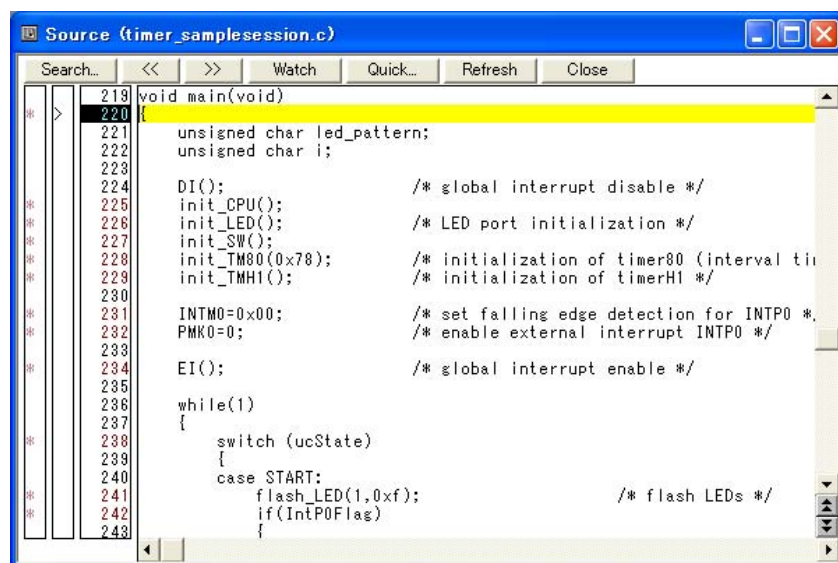 Source (timer_samplesession.c)
Search... << >> Watch Quick... Refresh Close
219 void main(void)
* > 220 {
221 unsigned char led_pattern;
222 unsigned char i;
223
224 DI(); /* global interrupt disable */
* 225 init_CPU();
* 226 init_LED(); /* LED port initialization */
* 227 init_SW();
* 228 init_TM80(0x78); /* initialization of timer80 (interval
* 229 init_TMH1(); /* initialization of timerH1 */
230
* 231 INTM0=0x00; /* set falling edge detection for INTP0 *
* 232 PMK0=0; /* enable external interrupt INTP0 */
233
* 234 EI(); /* global interrupt enable */
235
236 while(1)
237 {
* 238 switch (ucState)
239 {
240 case START:
* 241 flash_LED(1,0xf); /* flash LEDs */
* 242 if(IntP0Flag)
243 {